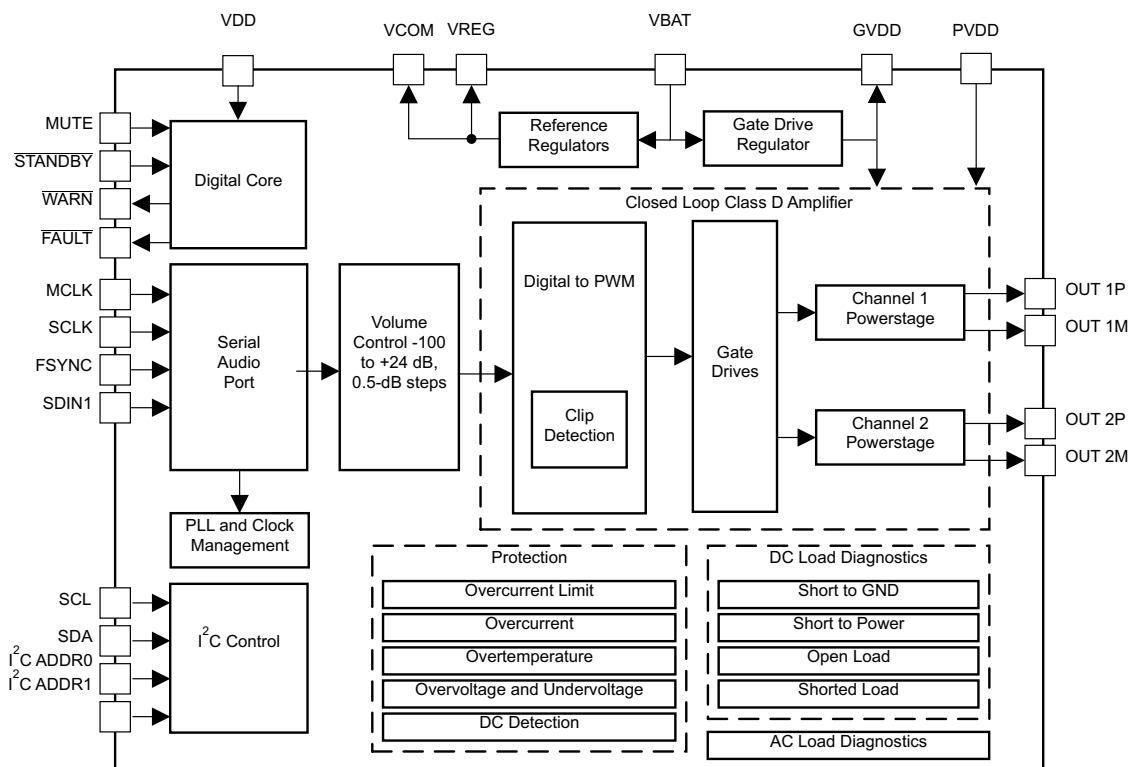 VDD
VCOM
VREG
VBAT
GVDD
PVDD
MUTE
STANDBY
WARN
FAULT
MCLK
SCLK
FSYNC
SDIN1
SCL
SDA
I²C ADDR0
I²C ADDR1
Digital Core
Reference
Regulators
Gate Drive
Regulator
Closed Loop Class D Amplifier
Serial
Audio
Port
Volume
Control -100
to +24 dB,
0.5-dB steps
Digital to PWM
Clip
Detection
Gate
Drives
Channel 1
Powerstage
Channel 2
Powerstage
OUT 1P
OUT 1M
OUT 2P
OUT 2M
PLL and Clock
Management
I²C Control
Protection
Overcurrent Limit
Overcurrent
Overtemperature
Overvoltage and Undervoltage
DC Detection
DC Load Diagnostics
Short to GND
Short to Power
Open Load
Shorted Load
AC Load Diagnostics